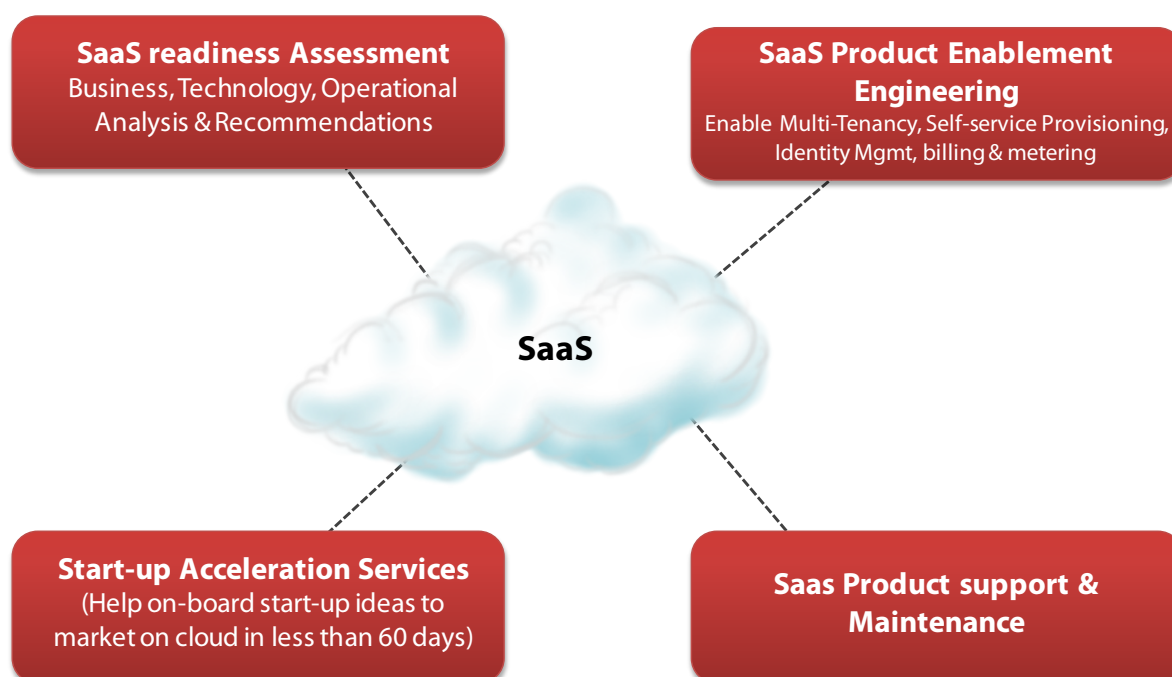 SaaS readiness Assessment
Business, Technology, Operational
Analysis & Recommendations
SaaS Product Enablement
Engineering
Enable Multi-Tenancy, Self-service Provisioning,
Identity Mgmt, billing & metering
SaaS
Start-up Acceleration Services
(Help on-board start-up ideas to
market on cloud in less than 60 days)
Saas Product support &
Maintenance